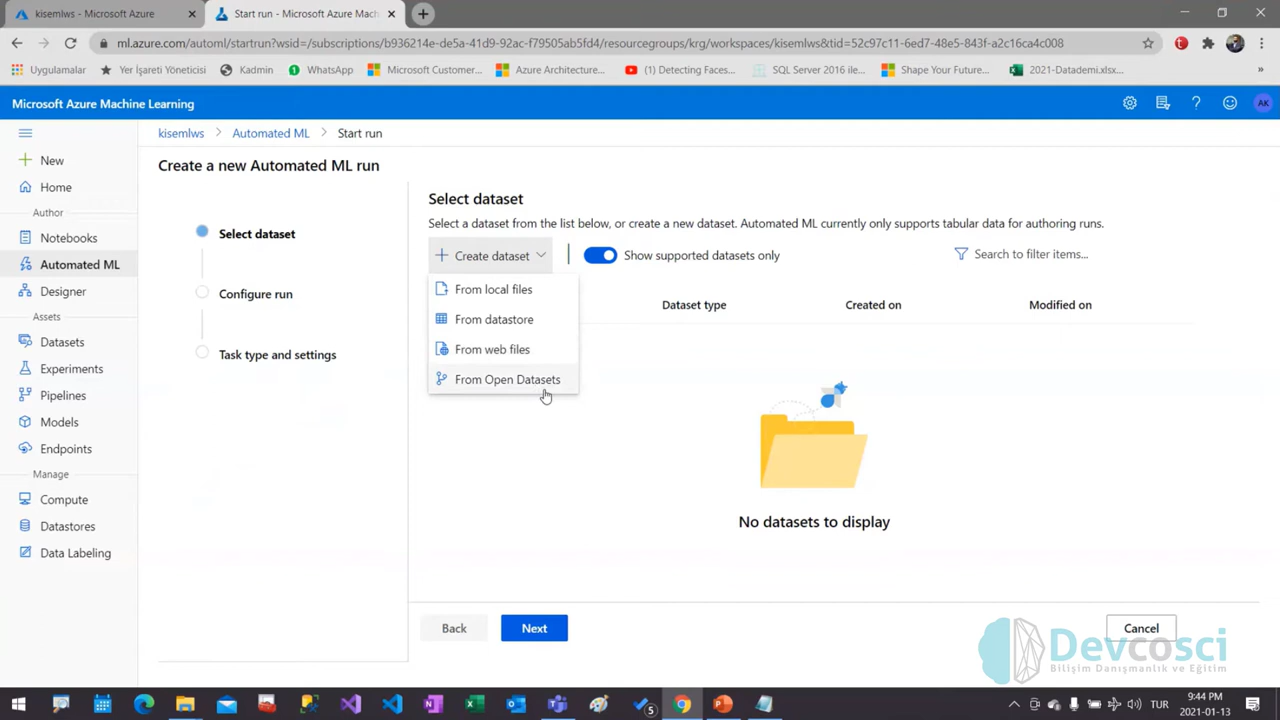 kisemlws - Microsoft Azure
Start run - Microsoft Azure Mach
ml.azure.com/automl/startrun?wsid=/subscriptions/b936214e-de5a-41d9-92ac-f79505ab5fd4/resourcegroups/krg/workspaces/kisemlws&tid=52c97c11-6ed7-48e5-843f-a2c16ca4c008
Uygulamalar
Yer İşareti Yöneticisi
Kadmin
WhatsApp
Microsoft Customer...
Azure Architecture...
(1) Detecting Faces...
SQL Server 2016 ile...
Shape Your Future...
2021-Datademi.xlsx...
Microsoft Azure Machine Learning
AK
kisemlws > Automated ML > Start run
New
Home
Author
Notebooks
Automated ML
Designer
Assets
Datasets
Experiments
Pipelines
Models
Endpoints
Manage
Compute
Datastores
Data Labeling
Create a new Automated ML run
Select dataset
Configure run
Task type and settings
Select dataset
Select a dataset from the list below, or create a new dataset. Automated ML currently only supports tabular data for authoring runs.
Create dataset
Show supported datasets only
Search to filter items...
From local files
From datastore
From web files
From Open Datasets
Dataset type
Created on
Modified on
No datasets to display
Back
Next
Cancel
Devcosci
Bilişim Danışmanlık ve Eğitim
5
TUR
9:44 PM
2021-01-13